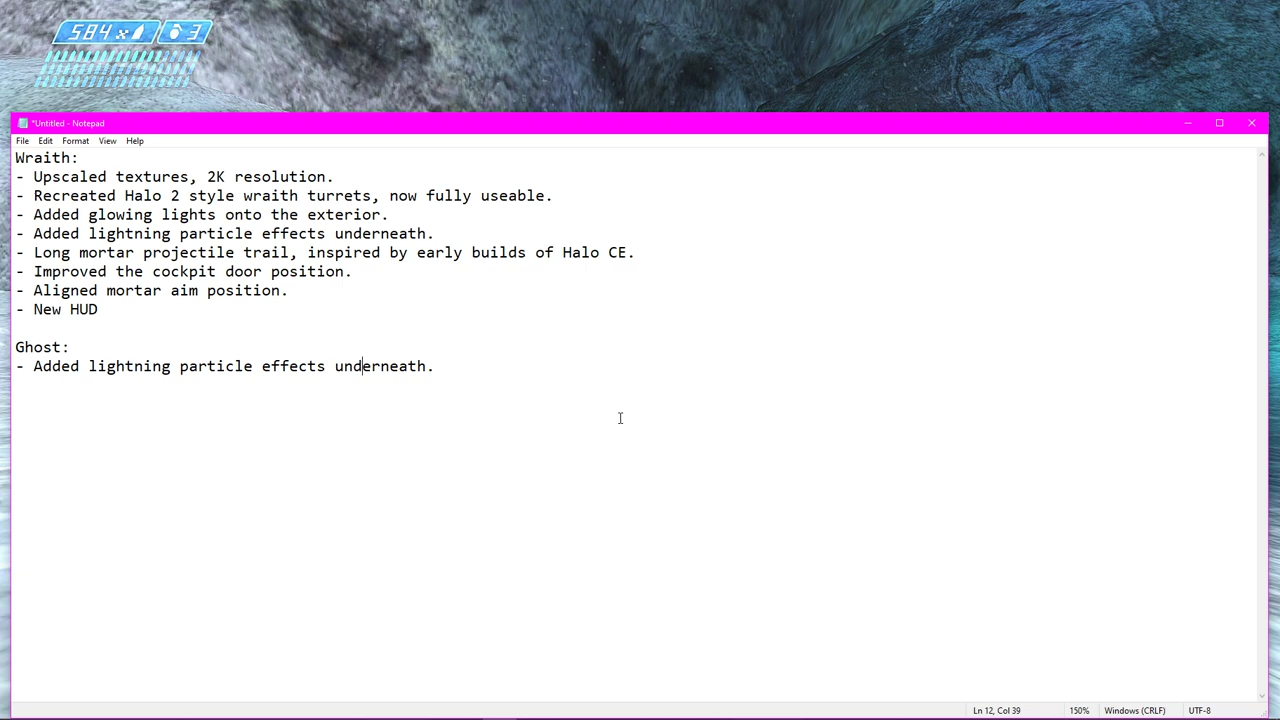 584x 3
*Untitled - Notepad
File Edit Format View Help
Wraith:
- Upscaled textures, 2K resolution.
- Recreated Halo 2 style wraith turrets, now fully useable.
- Added glowing lights onto the exterior.
- Added lightning particle effects underneath.
- Long mortar projectile trail, inspired by early builds of Halo CE.
- Improved the cockpit door position.
- Aligned mortar aim position.
- New HUD
Ghost:
- Added lightning particle effects underneath.
Ln 12, Col 39 150% Windows (CRLF) UTF-8